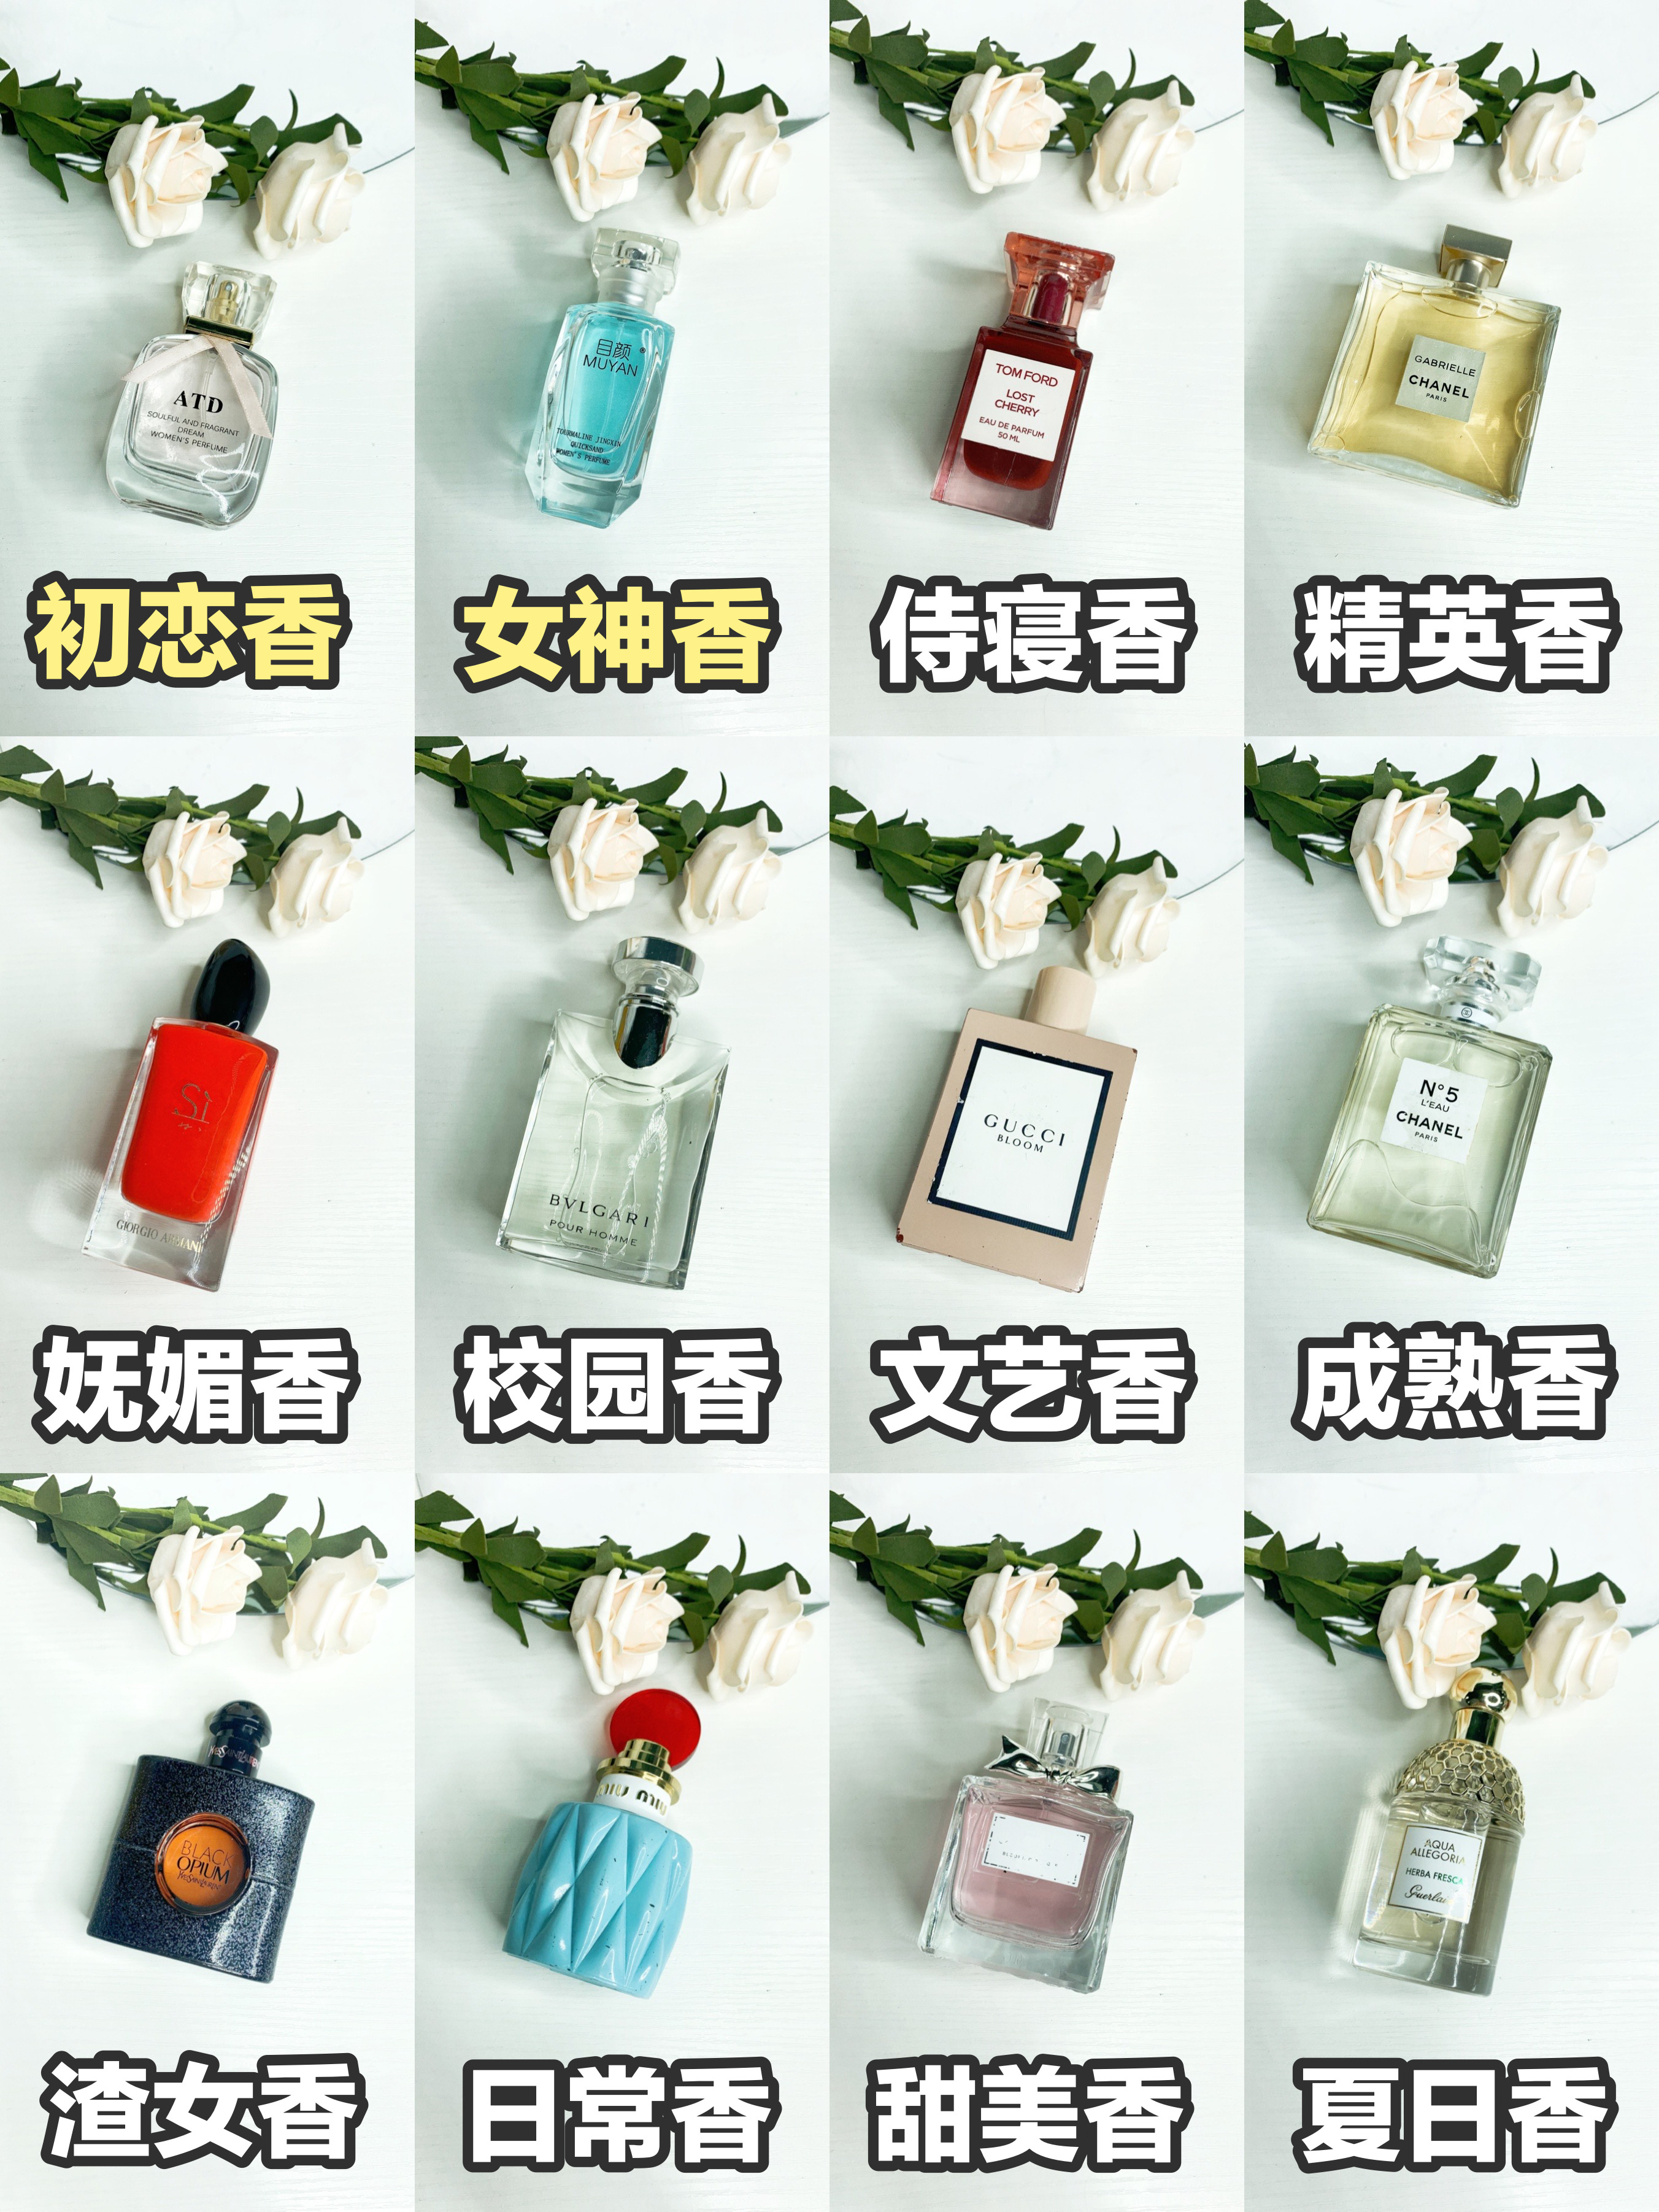 ATD
SOULFUL AND FRAGRANT
DREAM
WOMEN'S PERFUME
初恋香
目颜®
MUYAN
TOURMALINE JINGXIN
QUICKSAND
WOMEN'S PERFUME
女神香
TOM FORD
LOST
CHERRY
EAU DE PARFUM
50 ML
侍寝香
GABRIELLE
CHANEL
PARIS
精英香
Sì
GIORGIO ARMANI
妩媚香
BVLGARI
POUR HOMME
校园香
GUCCI
BLOOM
文艺香
N°5
L'EAU
CHANEL
PARIS
成熟香
YVESSAINTLAUREN
BLACK
OPIUM
YVESSAINTLAURENT
渣女香
MIU MIU
日常香
甜美香
AQUA
ALLEGORIA
HERBA FRESCA
Guerlain
夏日香